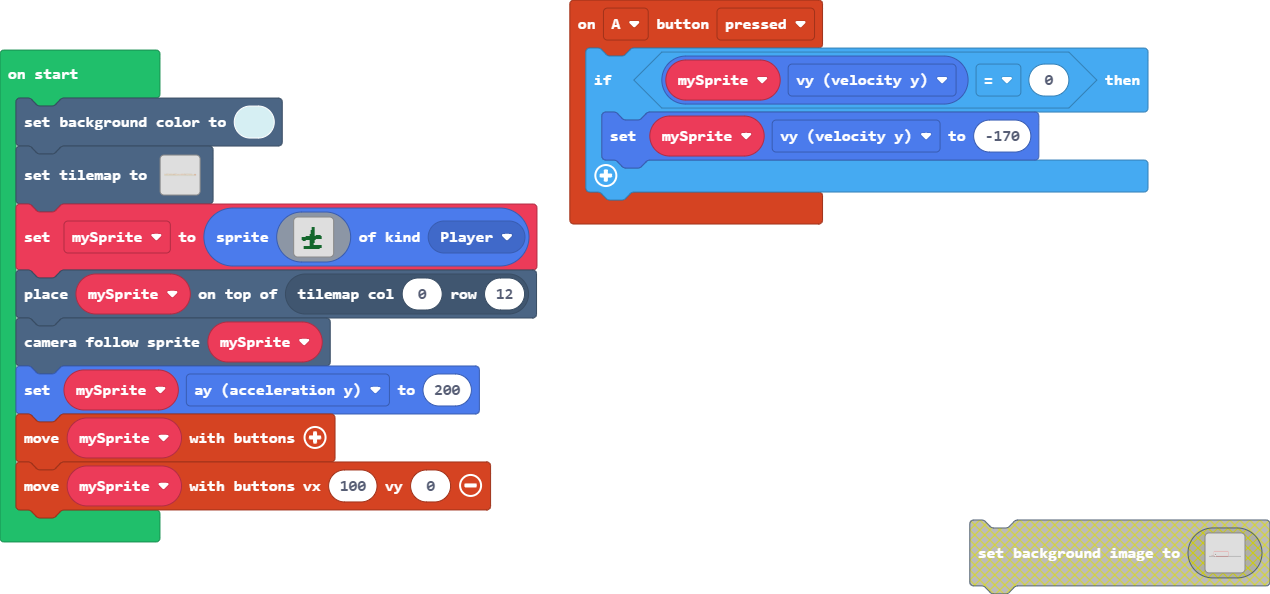 on start
set background color to
set tilemap to
set mySprite to sprite of kind Player
place mySprite on top of tilemap col 0 row 12
camera follow sprite mySprite
set mySprite ay (acceleration y) to 200
move mySprite with buttons
move mySprite with buttons vx 100 vy 0
on A button pressed
if mySprite vy (velocity y) = 0 then
set mySprite vy (velocity y) to -170
set background image to